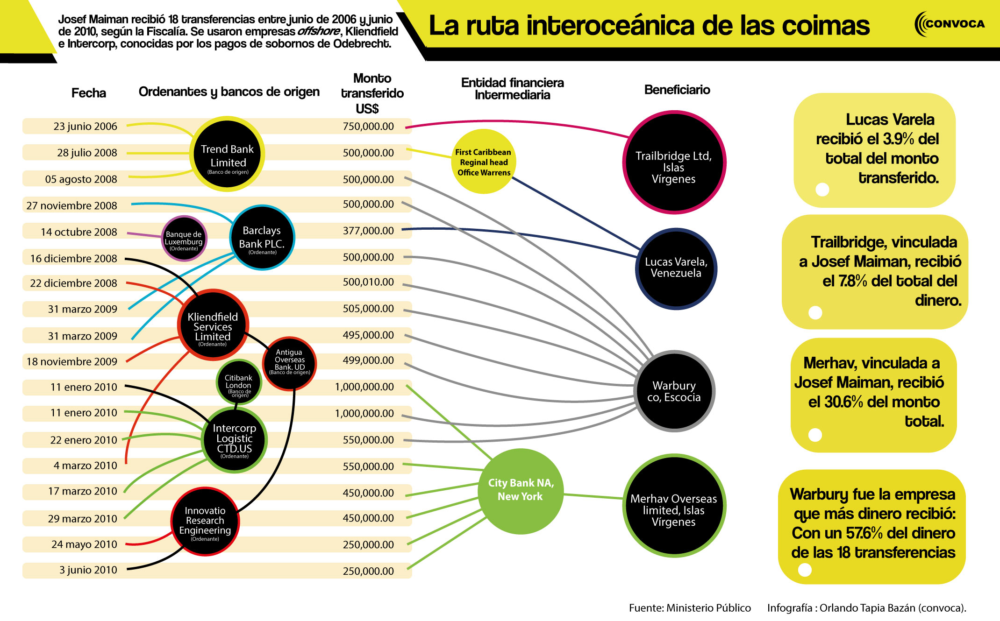 Josef Maiman recibió 18 transferencias entre junio de 2006 y junio
de 2010, según la Fiscalía. Se usaron empresas offshore, Kliendfield
e Intercorp, conocidas por los pagos de sobornos de Odebrecht.
La ruta interoceánica de las coimas
CONVOCA
Fecha
Ordenantes y bancos de origen
Monto
transferido
US$
Entidad financiera
Intermediaria
Beneficiario
23 junio 2006
28 julio 2008
05 agosto 2008
27 noviembre 2008
14 octubre 2008
16 diciembre 2008
22 diciembre 2008
31 marzo 2009
31 marzo 2009
18 noviembre 2009
11 enero 2010
11 enero 2010
22 enero 2010
4 marzo 2010
17 marzo 2010
29 marzo 2010
24 mayo 2010
3 junio 2010
Trend Bank
Limited
(Banco de origen)
Banque de
Luxemburg
(Ordenante)
Barclays
Bank PLC.
(Ordenante)
Kliendfield
Services
Limited
(Ordenante)
Antigua
Overseas
Bank. UD
(Banco de origen)
Citibank
London
(Banco de
origen)
Intercorp
Logistic
CTD.US
(Ordenante)
Innovatio
Research
Engineering
(Ordenante)
750,000.00
500,000.00
500,000.00
500,000.00
377,000.00
500,000.00
500,010.00
505,000.00
495,000.00
499,000.00
1,000,000.00
1,000,000.00
550,000.00
550,000.00
450,000.00
450,000.00
250,000.00
250,000.00
First Caribbean
Reginal head
Office Warrens
City Bank NA,
New York
Trailbridge Ltd,
Islas
Vírgenes
Lucas Varela,
Venezuela
Warbury
co, Escocia
Merhav Overseas
limited, Islas
Vírgenes
Lucas Varela
recibió el 3.9% del
total del monto
transferido.
Trailbridge, vinculada
a Josef Maiman, recibió
el 7.8% del total del
dinero.
Merhav, vinculada a
Josef Maiman, recibió
el 30.6% del monto
total.
Warbury fue la empresa
que más dinero recibió:
Con un 57.6% del dinero
de las 18 transferencias
Fuente: Ministerio Público
Infografía : Orlando Tapia Bazán (convoca).